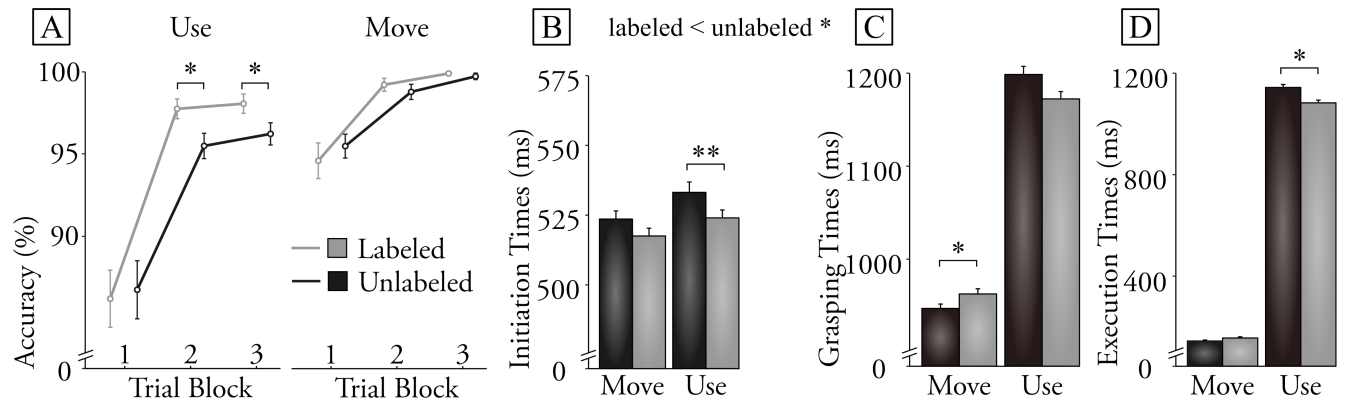 A
Use
Move
B
labeled < unlabeled *
C
D
100
95
90
0
Accuracy (%)
*
*
1
2
3
Trial Block
1
2
3
Trial Block
Labeled
Unlabeled
575
550
525
500
0
Initiation Times (ms)
**
Move
Use
1200
1100
1000
0
Grasping Times (ms)
*
Move
Use
1200
800
400
0
Execution Times (ms)
*
Move
Use